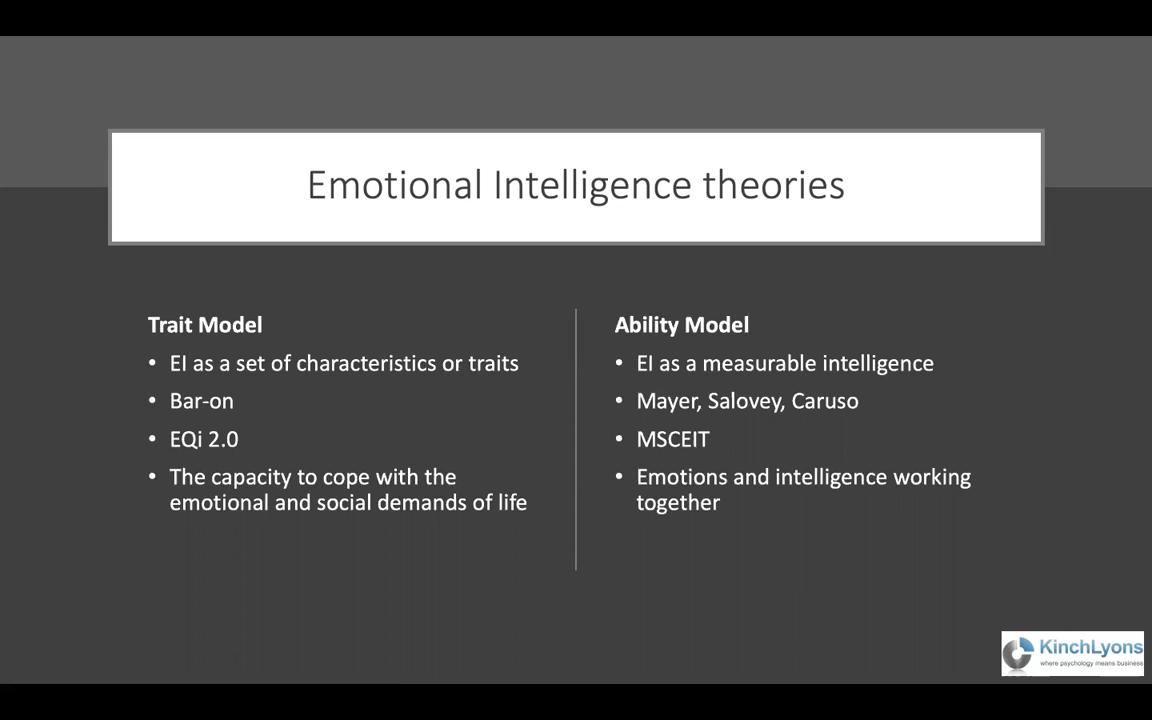 Emotional Intelligence theories
Trait Model
• EI as a set of characteristics or traits
• Bar-on
• EQi 2.0
• The capacity to cope with the
emotional and social demands of life
Ability Model
• EI as a measurable intelligence
• Mayer, Salovey, Caruso
• MSCEIT
• Emotions and intelligence working
together
KinchLyons
where psychology means business